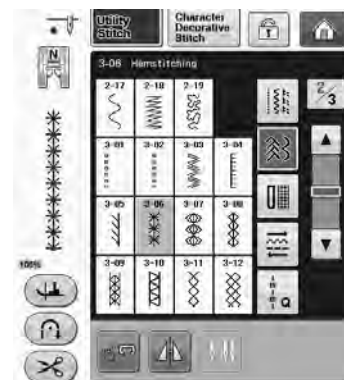 Utility Stitch
Character Decorative Stitch
N
3-06 Hemstitching
2-17 2-18 2-19
2/3
3-01 3-02 3-03 3-04
3-05 3-06 3-07 3-08
100%
3-09 3-10 3-11 3-12
Q